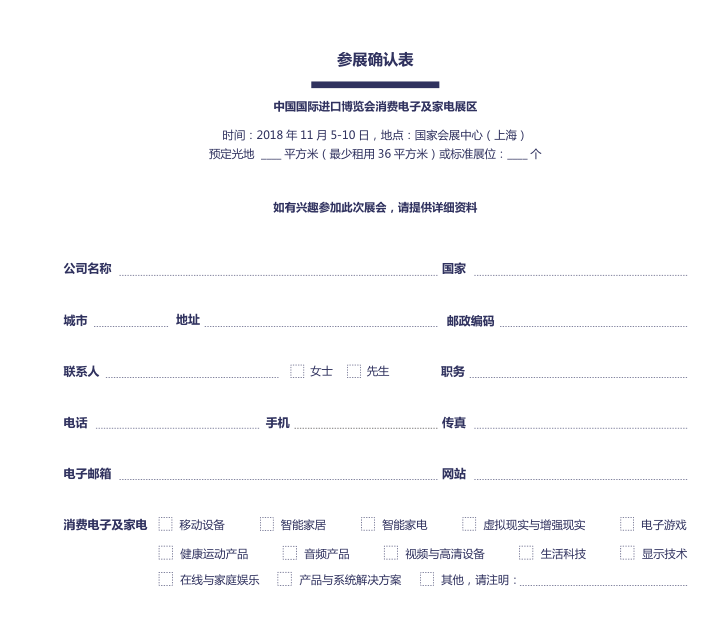 参展确认表
中国国际进口博览会消费电子及家电展区
时间：2018 年 11 月 5-10 日，地点：国家会展中心（上海）
预定光地 ___ 平方米（最少租用 36 平方米）或标准展位：___ 个
如有兴趣参加此次展会，请提供详细资料
公司名称 国家
城市 地址 邮政编码
联系人 女士 先生 职务
电话 手机 传真
电子邮箱 网站
消费电子及家电 移动设备 智能家居 智能家电 虚拟现实与增强现实 电子游戏
健康运动产品 音频产品 视频与高清设备 生活科技 显示技术
在线与家庭娱乐 产品与系统解决方案 其他，请注明：